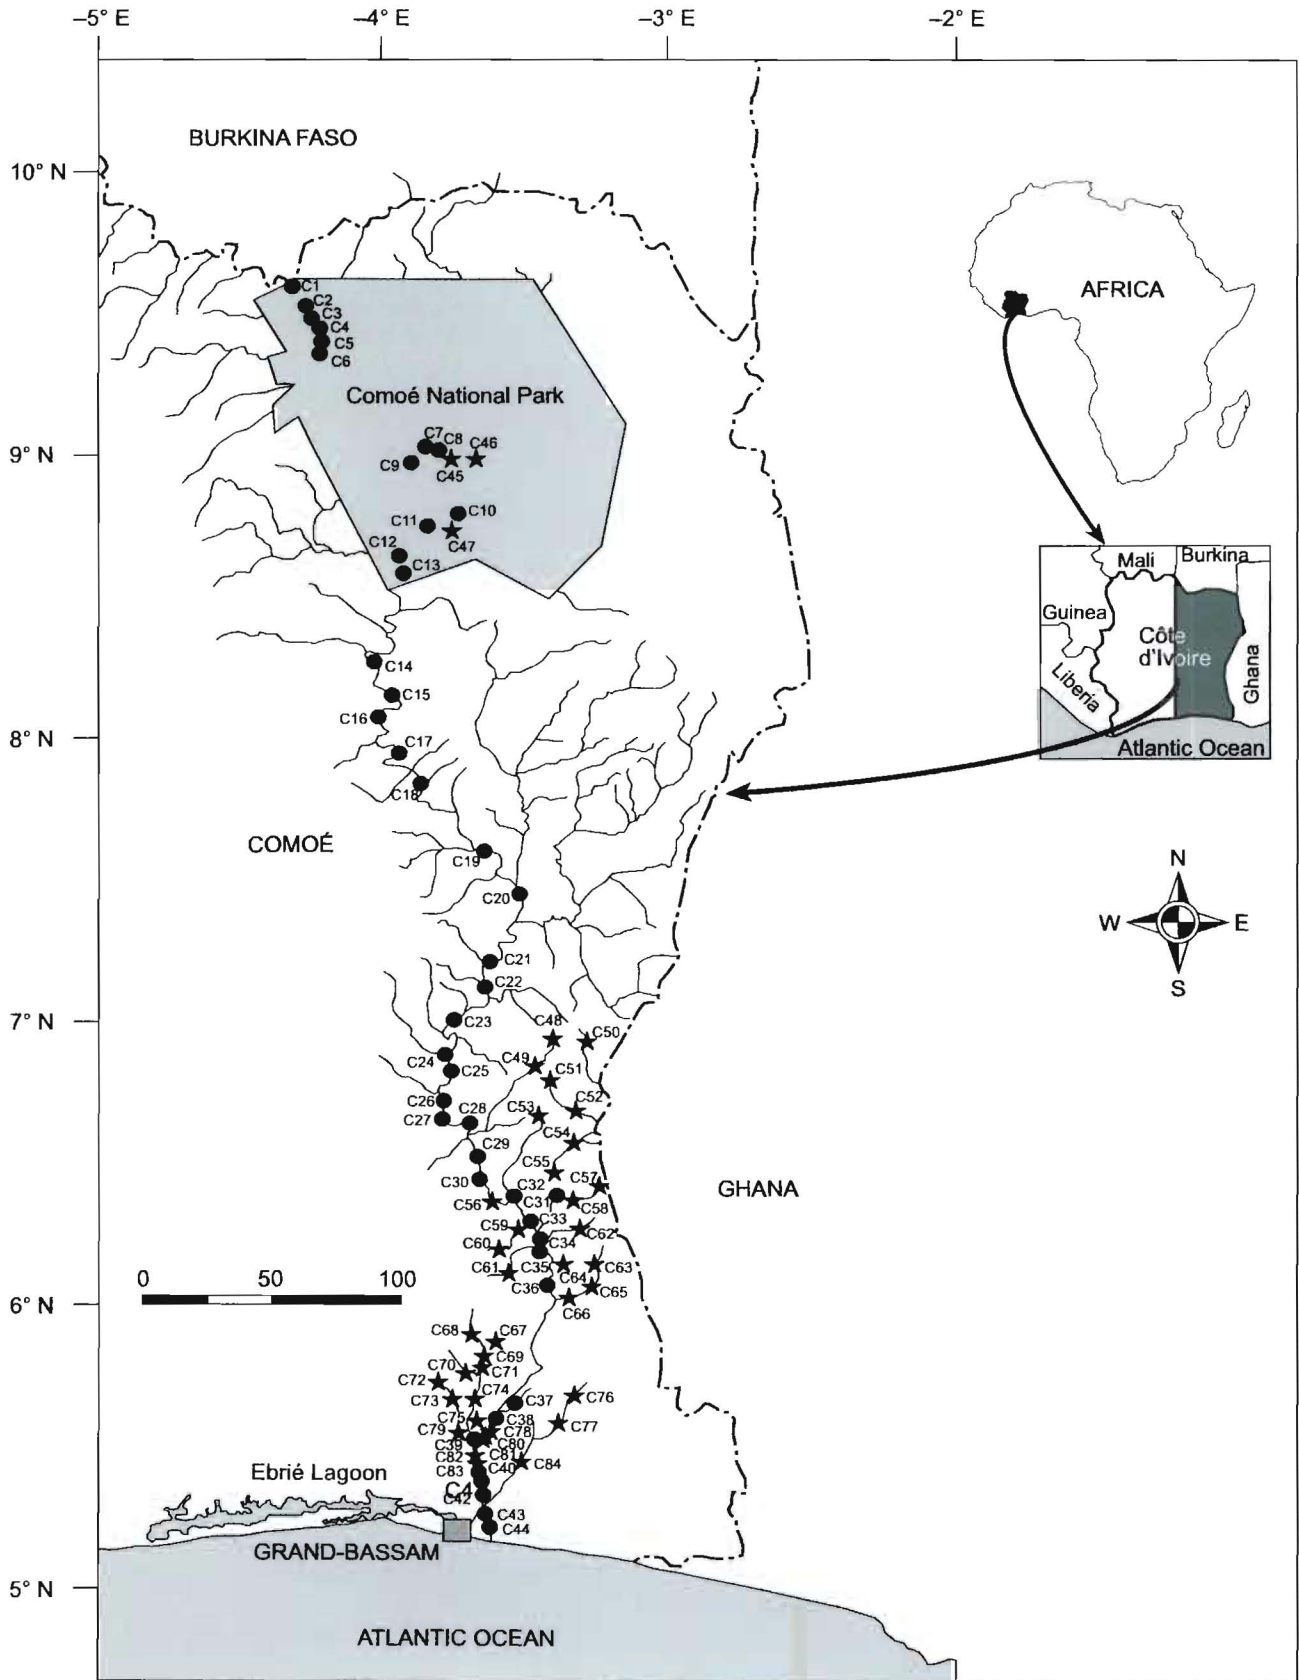 –5° E
–4° E
–3° E
–2° E
BURKINA FASO
10° N
AFRICA
C1
C2
C3
C4
C5
C6
Comoé National Park
C7
C8
C46
9° N
C9
C45
C10
C11
C47
C12
C13
Mali
Burkina
Guinea
Côte
d'Ivoire
Liberia
Ghana
Atlantic Ocean
C14
C15
C16
8° N
C17
C18
COMOÉ
C19
C20
N
W
E
S
C21
C22
7° N
C23
C48
C50
C24
C49
C25
C51
C26
C28
C53
C52
C27
C54
C29
C55
C30
C32
C57
C56
C31
C58
GHANA
C33
C59
C62
C60
C34
C61
C35
C64
C63
C36
C65
C66
0
50
100
6° N
C68
C67
C69
C70
C71
C72
C73
C74
C37
C76
C75
C38
C79
C78
C77
C39
C80
C82
C81
C83
C40
C84
Ebrié Lagoon
C4
C42
C43
C44
GRAND-BASSAM
5° N
ATLANTIC OCEAN